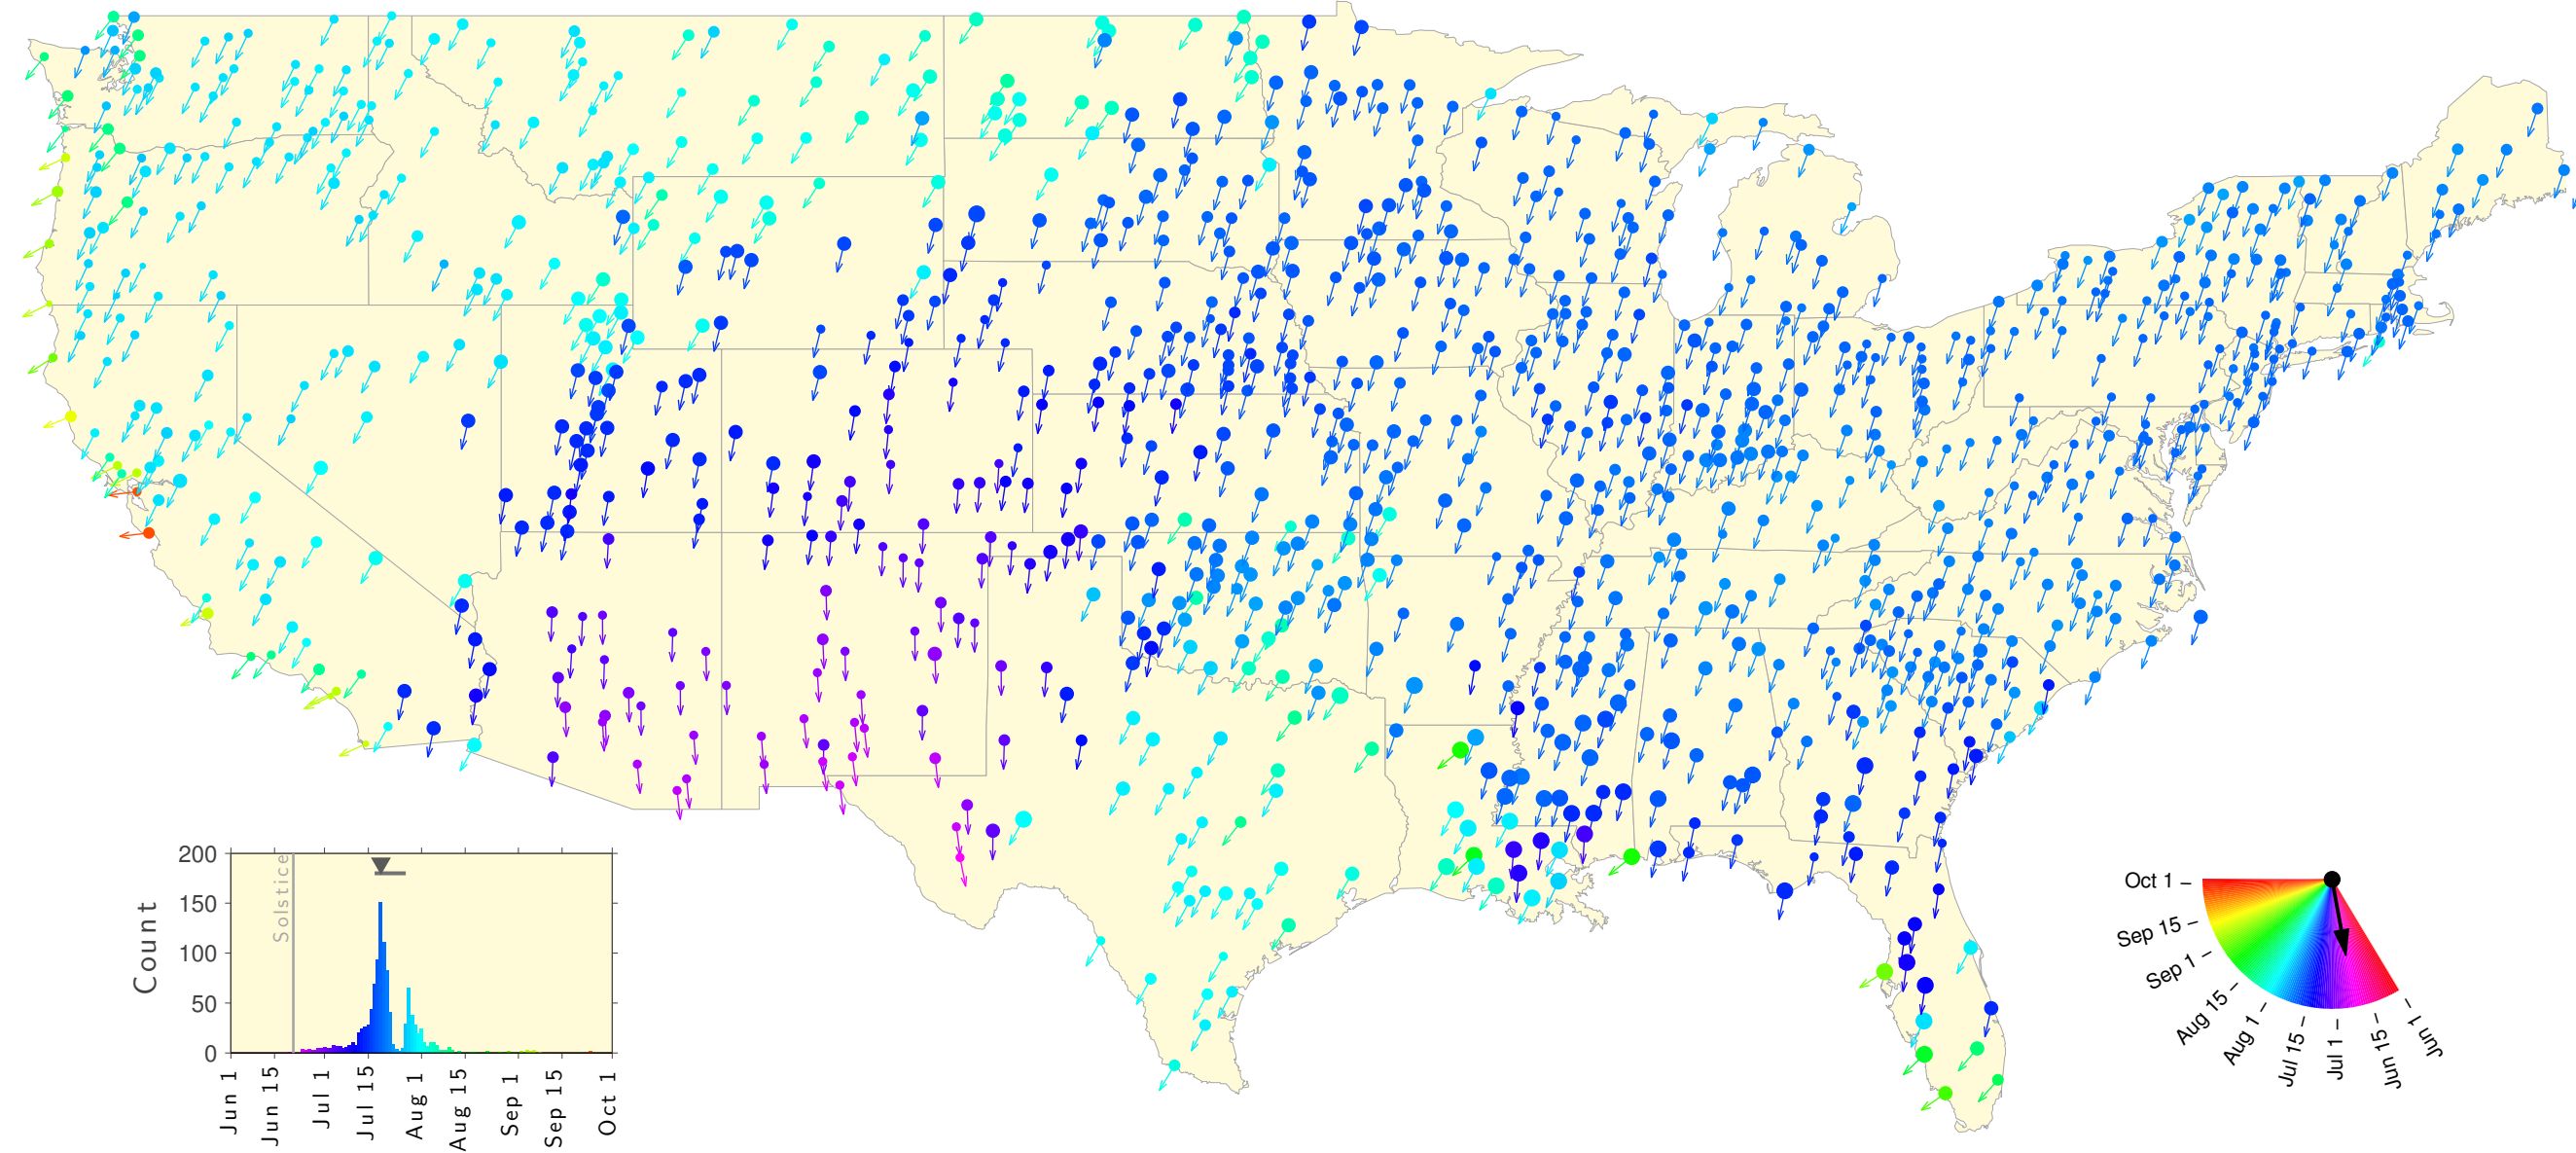 200
150
100
50
0
Count
Solstice
Jun 1
Jun 15
Jul 1
Jul 15
Aug 1
Aug 15
Sep 1
Sep 15
Oct 1
Oct 1
Sep 15
Sep 1
Aug 15
Aug 1
Jul 15
Jul 1
Jun 15
Jun 1